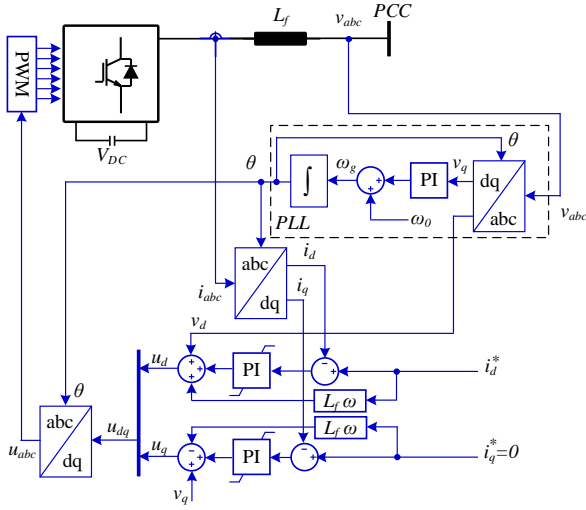 L_f
v_abc
PCC
PWM
V_DC
θ
θ
∫
ω_g
PI
v_q
dq
abc
v_abc
PLL
ω_0
i_abc
abc
dq
i_d
i_q
v_d
u_d
PI
i_d^*
L_f ω
θ
abc
dq
u_abc
u_dq
L_f ω
u_q
PI
i_q^*=0
v_q